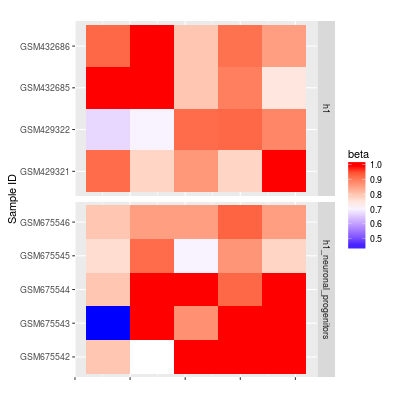 Sample ID
GSM432686
GSM432685
GSM429322
GSM429321
h1
GSM675546
GSM675545
GSM675544
GSM675543
GSM675542
h1_neuronal_progenitors
beta
1.0
0.9
0.8
0.7
0.6
0.5